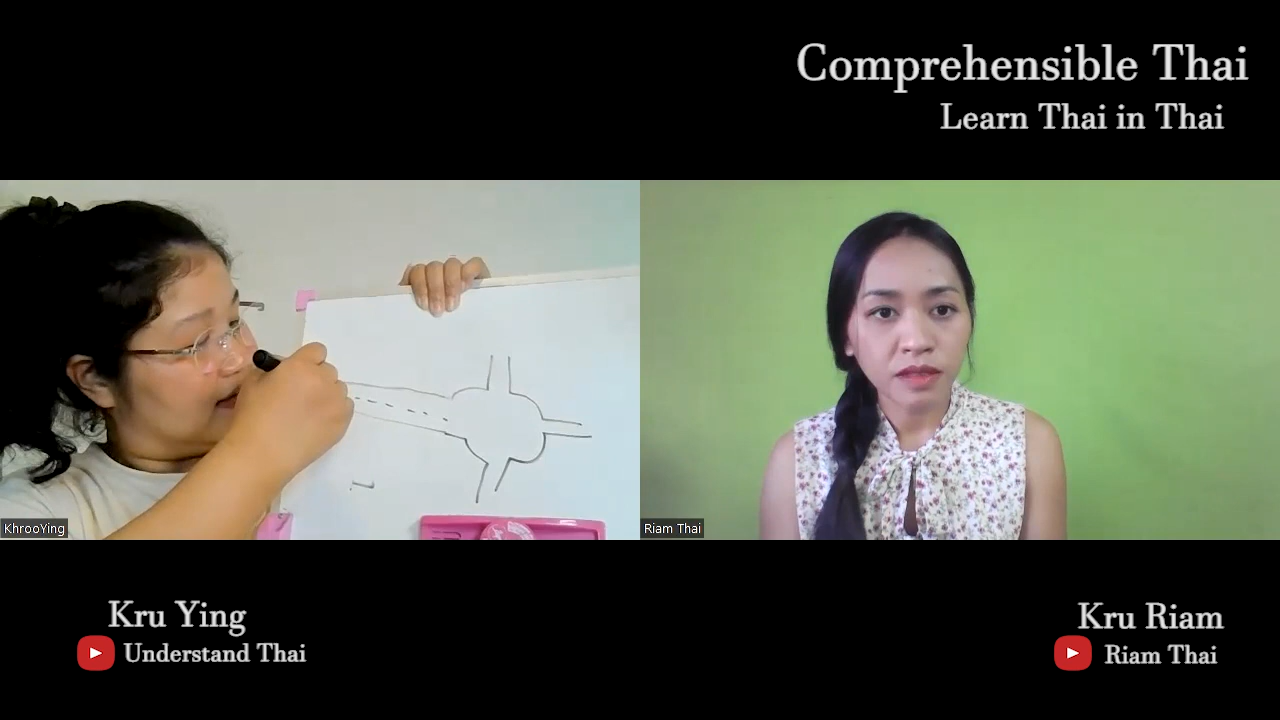 Comprehensible Thai
Learn Thai in Thai
KhrooYing
Riam Thai
Kru Ying
Understand Thai
Kru Riam
Riam Thai